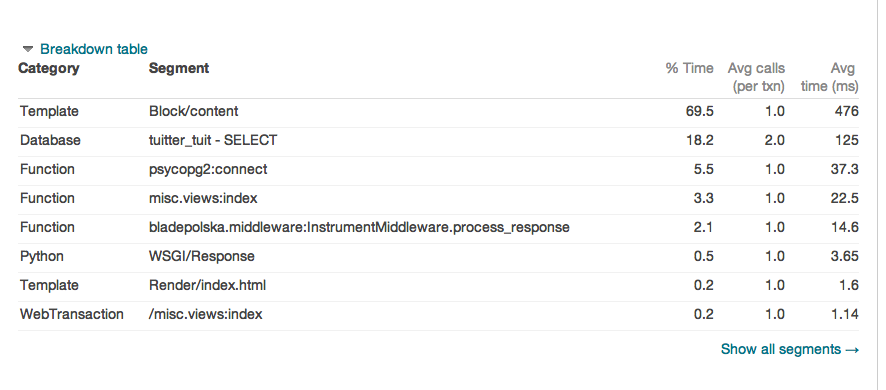 Breakdown table
Category Segment % Time Avg calls (per txn) Avg time (ms)
Template Block/content 69.5 1.0 476
Database tuitter_tuit - SELECT 18.2 2.0 125
Function psycopg2:connect 5.5 1.0 37.3
Function misc.views:index 3.3 1.0 22.5
Function bladepolska.middleware:InstrumentMiddleware.process_response 2.1 1.0 14.6
Python WSGI/Response 0.5 1.0 3.65
Template Render/index.html 0.2 1.0 1.6
WebTransaction /misc.views:index 0.2 1.0 1.14
Show all segments →